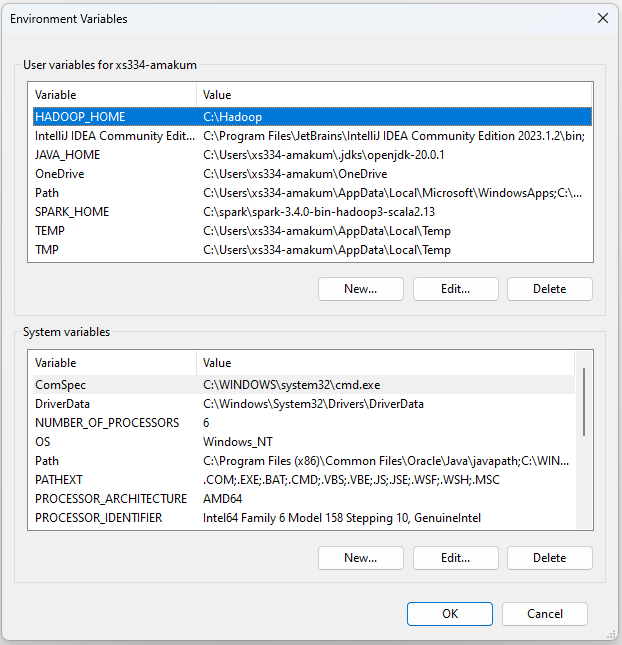 Environment Variables
User variables for xs334-amakum
Variable Value
HADOOP_HOME C:\Hadoop
IntelliJ IDEA Community Edit... C:\Program Files\JetBrains\IntelliJ IDEA Community Edition 2023.1.2\bin;
JAVA_HOME C:\Users\xs334-amakum\.jdks\openjdk-20.0.1
OneDrive C:\Users\xs334-amakum\OneDrive
Path C:\Users\xs334-amakum\AppData\Local\Microsoft\WindowsApps;C:\...
SPARK_HOME C:\spark\spark-3.4.0-bin-hadoop3-scala2.13
TEMP C:\Users\xs334-amakum\AppData\Local\Temp
TMP C:\Users\xs334-amakum\AppData\Local\Temp
New... Edit... Delete
System variables
Variable Value
ComSpec C:\WINDOWS\system32\cmd.exe
DriverData C:\Windows\System32\Drivers\DriverData
NUMBER_OF_PROCESSORS 6
OS Windows_NT
Path C:\Program Files (x86)\Common Files\Oracle\Java\javapath;C:\WIN...
PATHEXT .COM;.EXE;.BAT;.CMD;.VBS;.VBE;.JS;.JSE;.WSF;.WSH;.MSC
PROCESSOR_ARCHITECTURE AMD64
PROCESSOR_IDENTIFIER Intel64 Family 6 Model 158 Stepping 10, GenuineIntel
New... Edit... Delete
OK Cancel